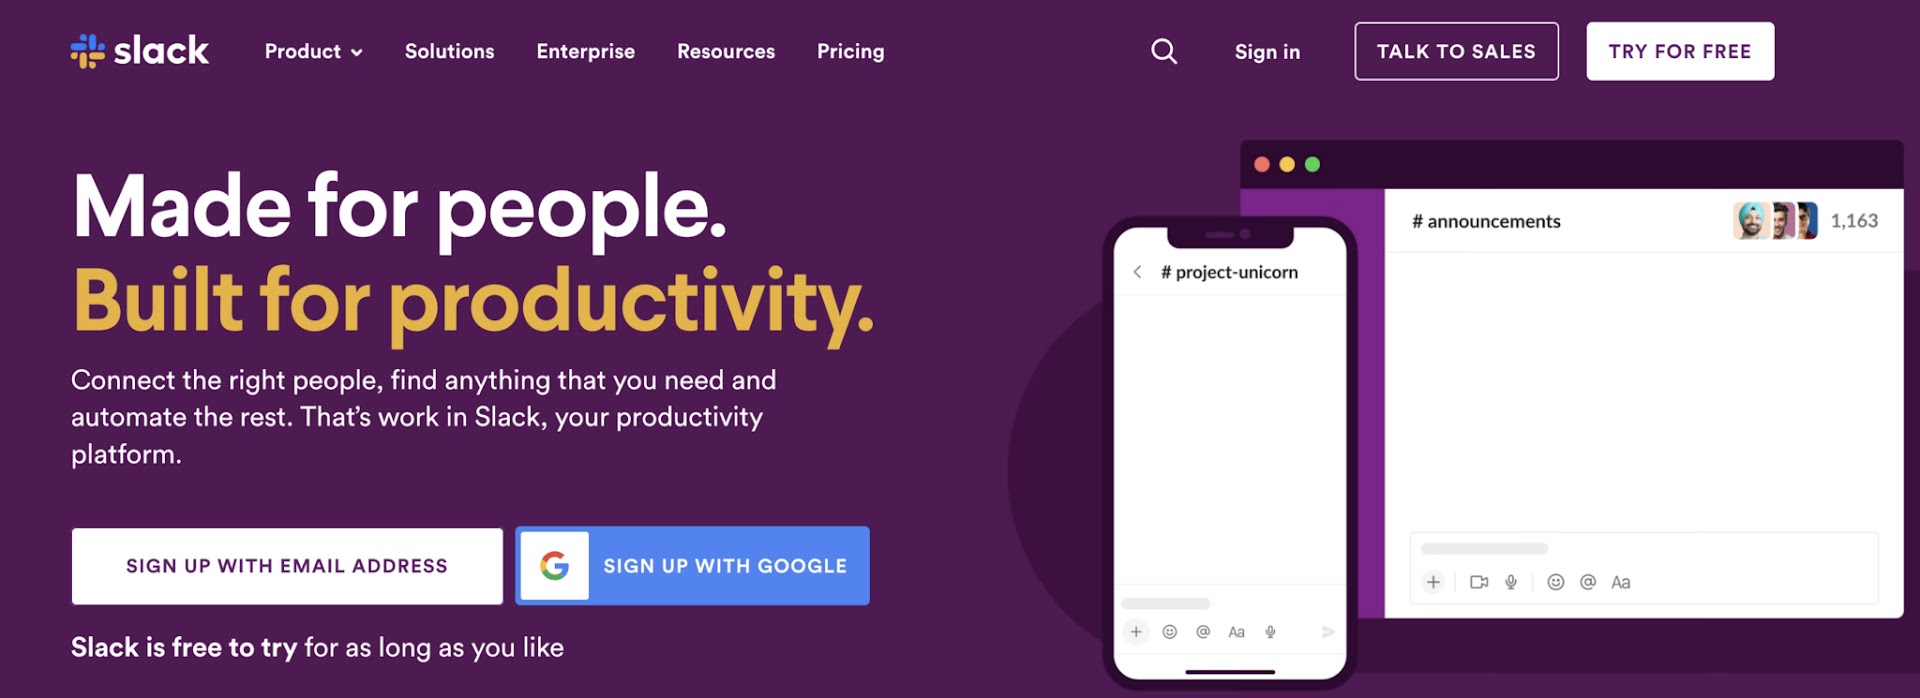 slack
Product
Solutions
Enterprise
Resources
Pricing
Sign in
TALK TO SALES
TRY FOR FREE
Made for people.
Built for productivity.
Connect the right people, find anything that you need and
automate the rest. That’s work in Slack, your productivity
platform.
SIGN UP WITH EMAIL ADDRESS
G SIGN UP WITH GOOGLE
Slack is free to try for as long as you like
# project-unicorn
+ @ Aa
# announcements
1,163
+ @ Aa